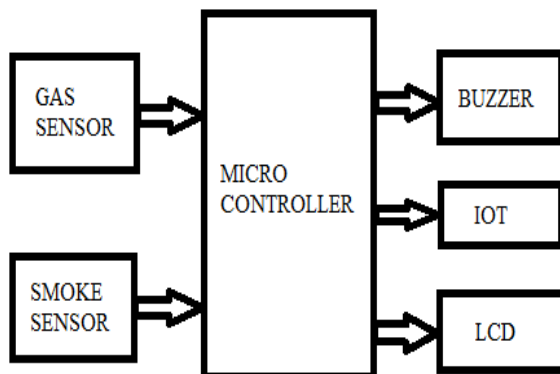 GAS
SENSOR
SMOKE
SENSOR
MICRO
CONTROLLER
BUZZER
IOT
LCD